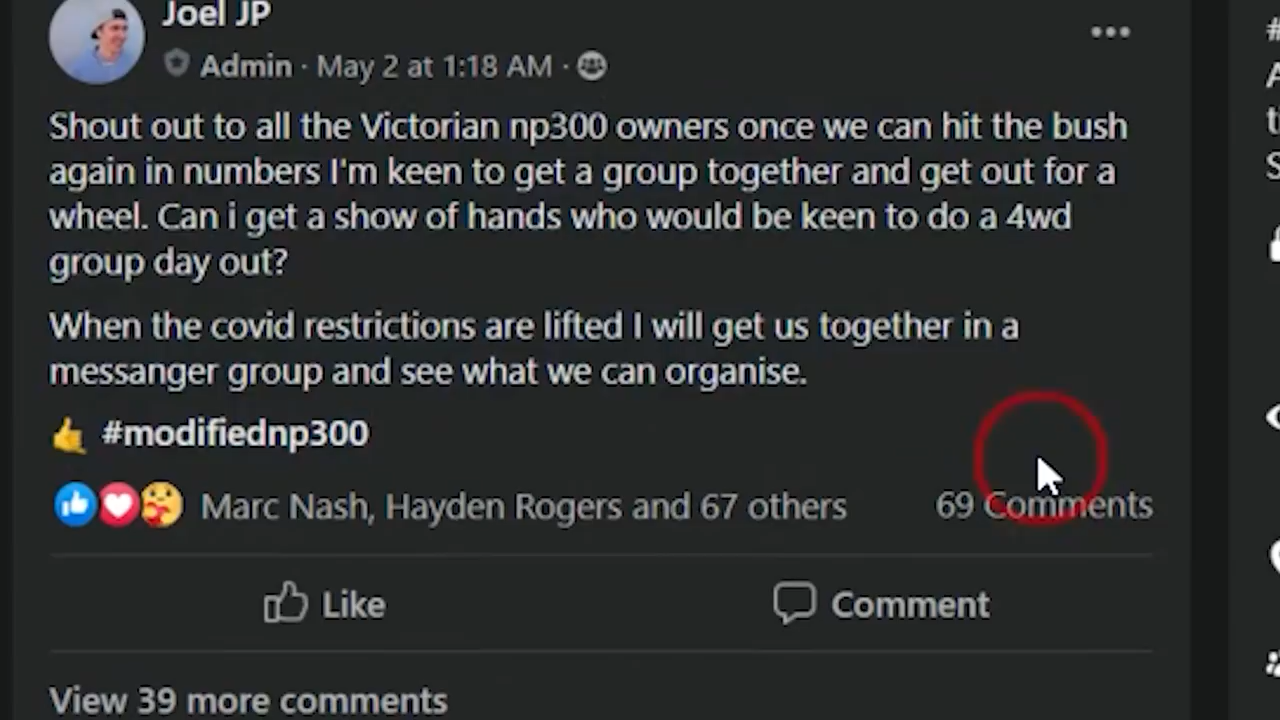 Joel JP
Admin · May 2 at 1:18 AM ·
Shout out to all the Victorian np300 owners once we can hit the bush
again in numbers I'm keen to get a group together and get out for a
wheel. Can i get a show of hands who would be keen to do a 4wd
group day out?
When the covid restrictions are lifted I will get us together in a
messanger group and see what we can organise.
🤙 #modifiednp300
Marc Nash, Hayden Rogers and 67 others 69 Comments
Like Comment
View 39 more comments